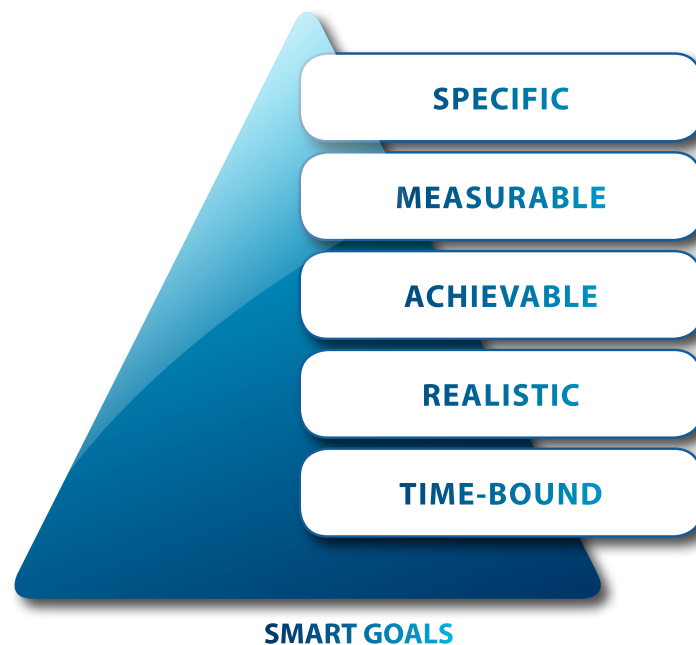 SPECIFIC
MEASURABLE
ACHIEVABLE
REALISTIC
TIME-BOUND
SMART GOALS